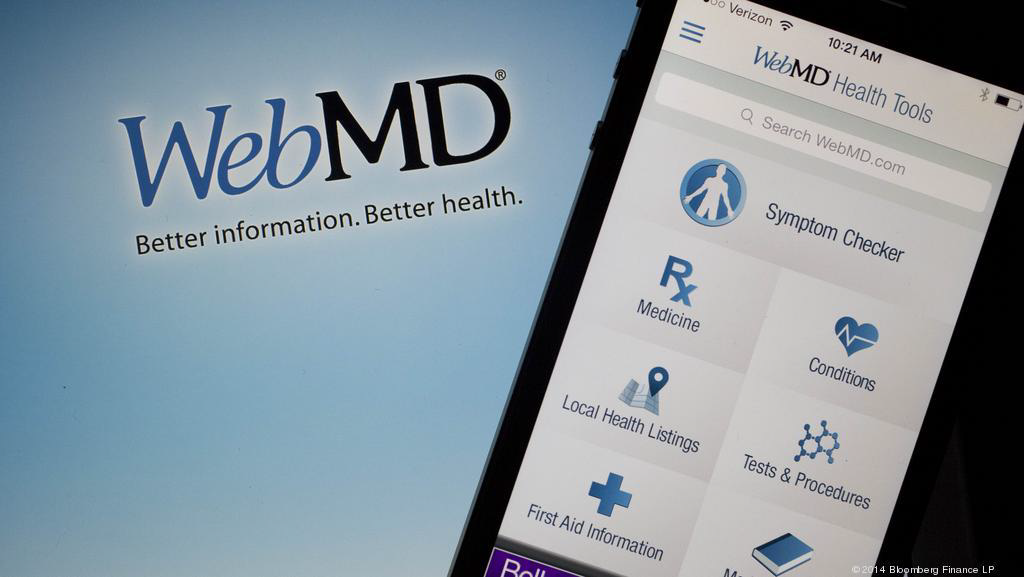 WebMD®
Better information. Better health.
Verizon
10:21 AM
WebMD Health Tools
Search WebMD.com
Symptom Checker
Rx
Medicine
Conditions
Local Health Listings
Tests & Procedures
First Aid Information
© 2014 Bloomberg Finance LP